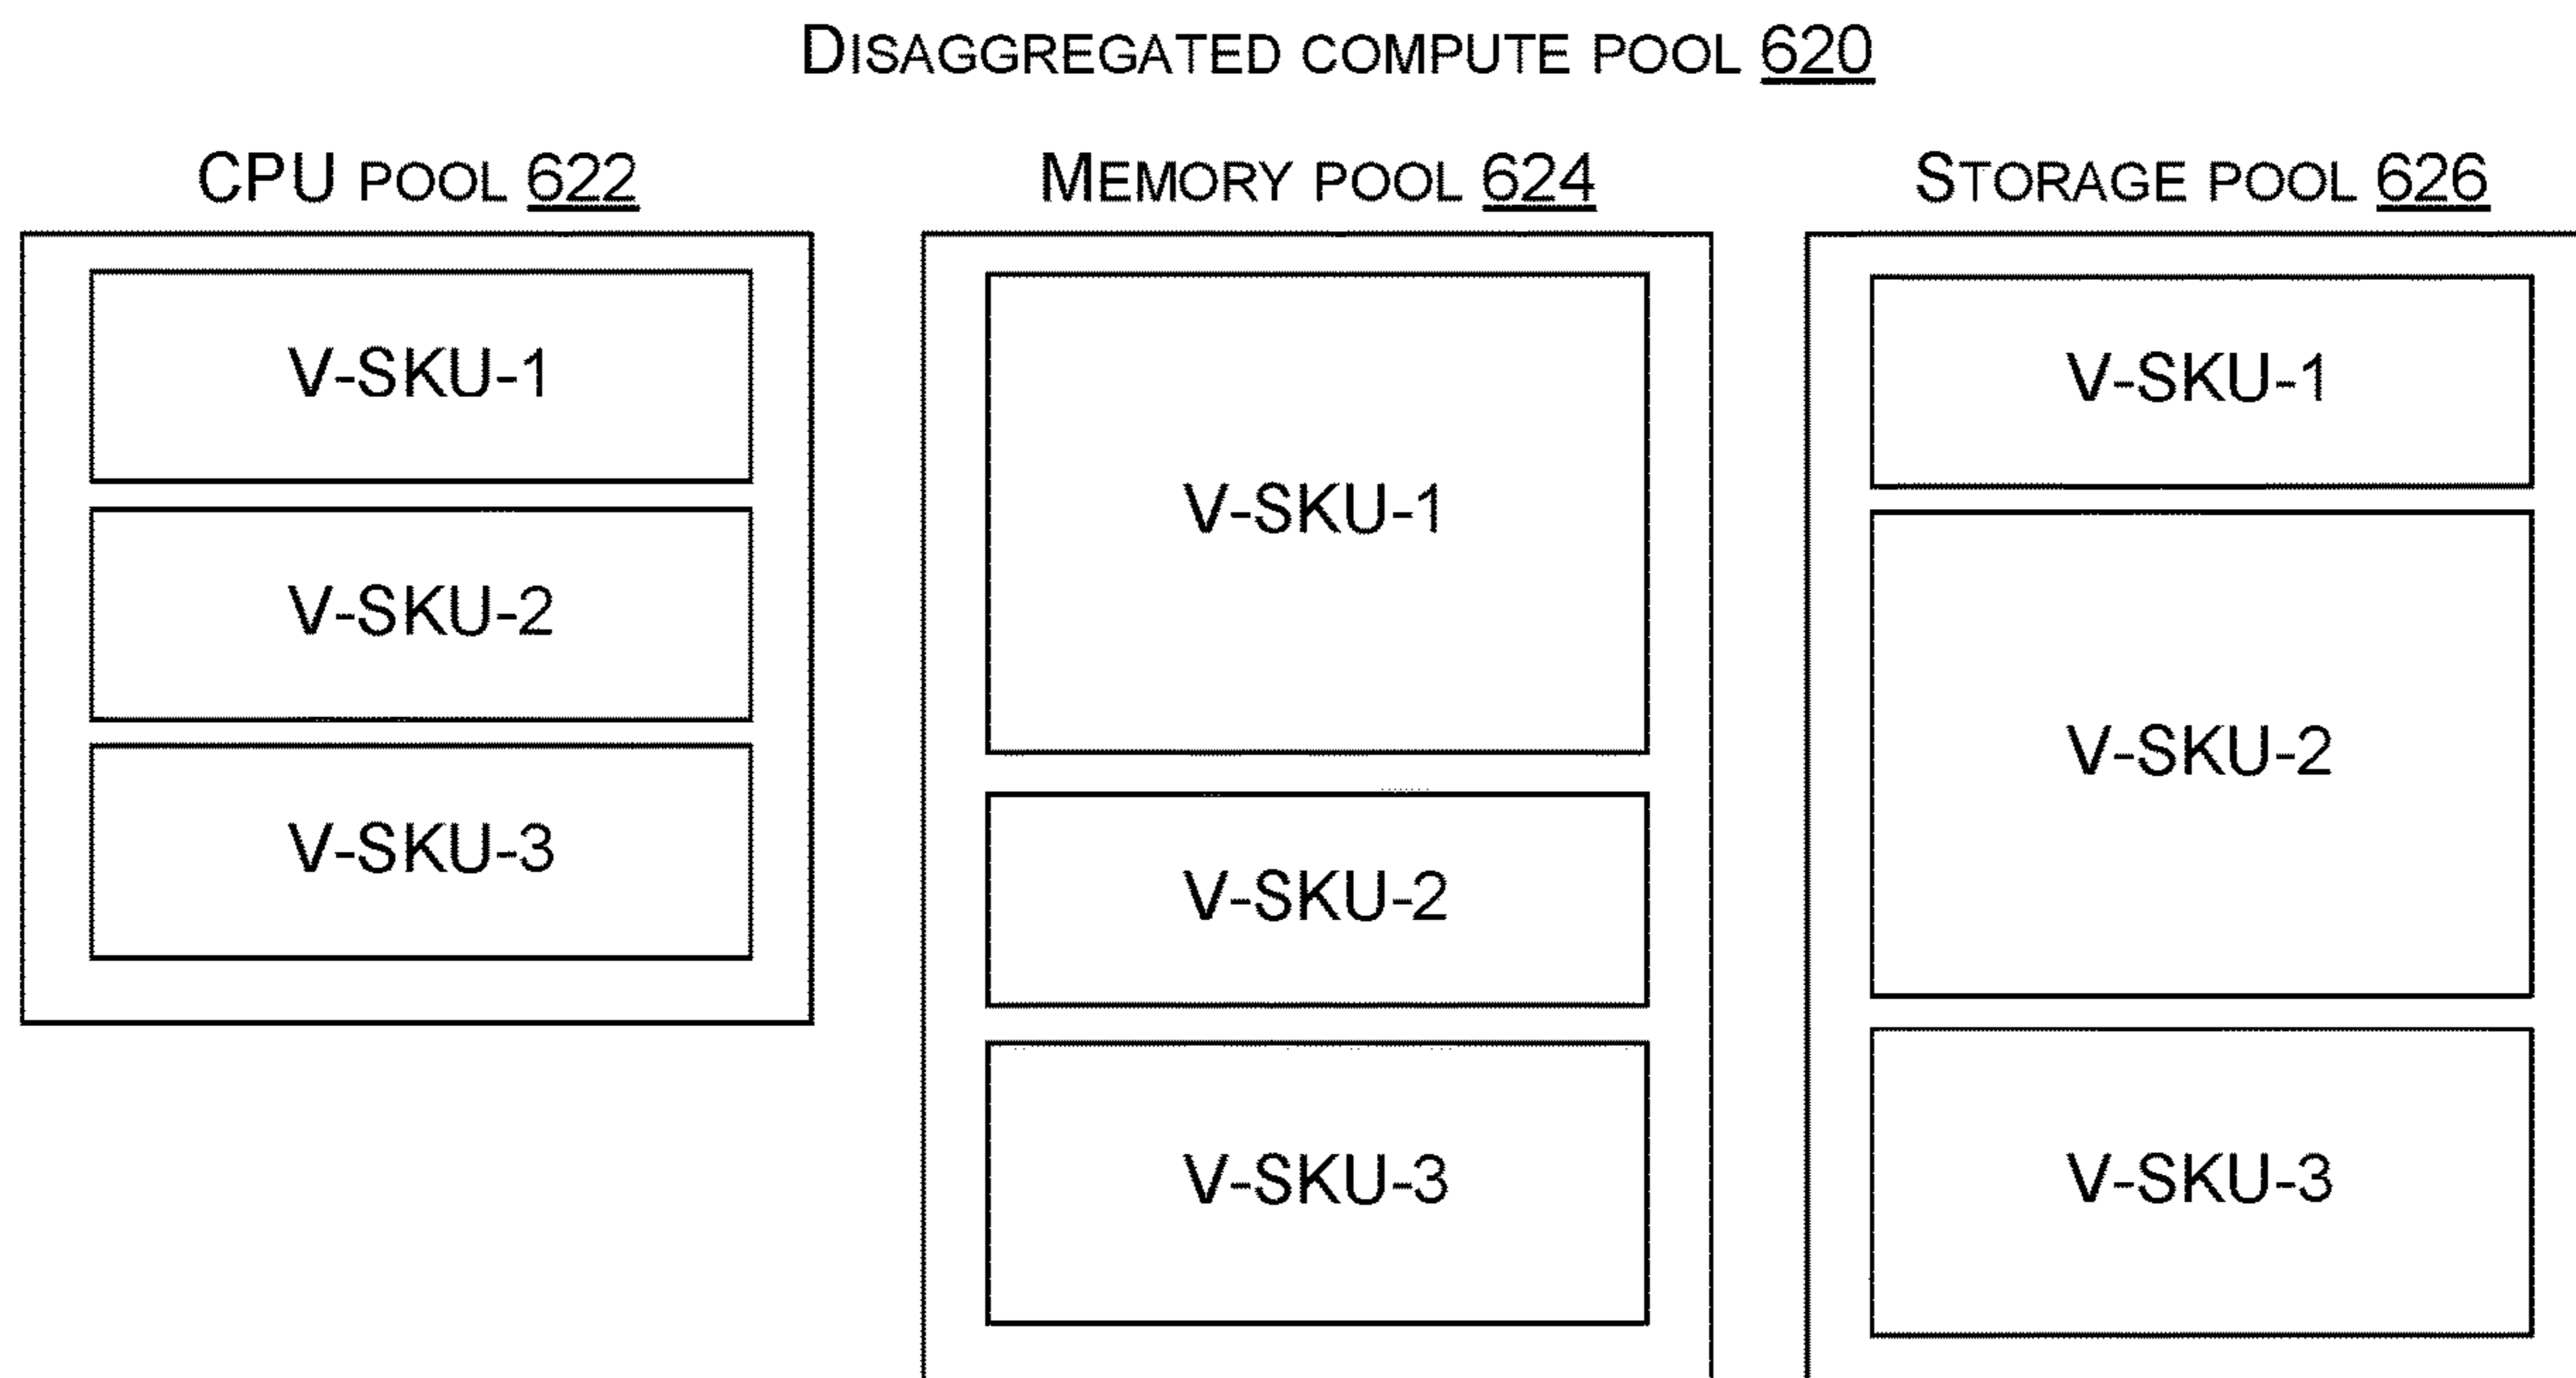 DISAGGREGATED COMPUTE POOL 620
CPU POOL 622
V-SKU-1
V-SKU-2
V-SKU-3
MEMORY POOL 624
V-SKU-1
V-SKU-2
V-SKU-3
STORAGE POOL 626
V-SKU-1
V-SKU-2
V-SKU-3